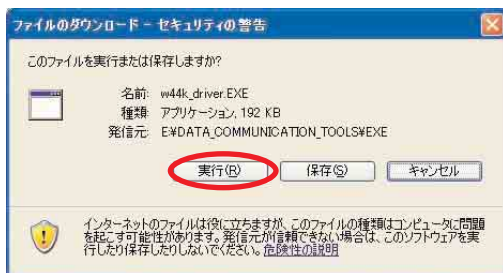 ファイルのダウンロード - セキュリティの警告
このファイルを実行または保存しますか?
名前: w44k_driver.EXE
種類: アプリケーション, 192 KB
発信元: E:¥DATA_COMMUNICATION_TOOLS¥EXE
実行(R) 保存(S) キャンセル
インターネットのファイルは役に立ちますが、このファイルの種類はコンピュータに問題
を起こす可能性があります。発信元が信頼できない場合は、このソフトウェアを実
行したり保存したりしないでください。危険性の説明